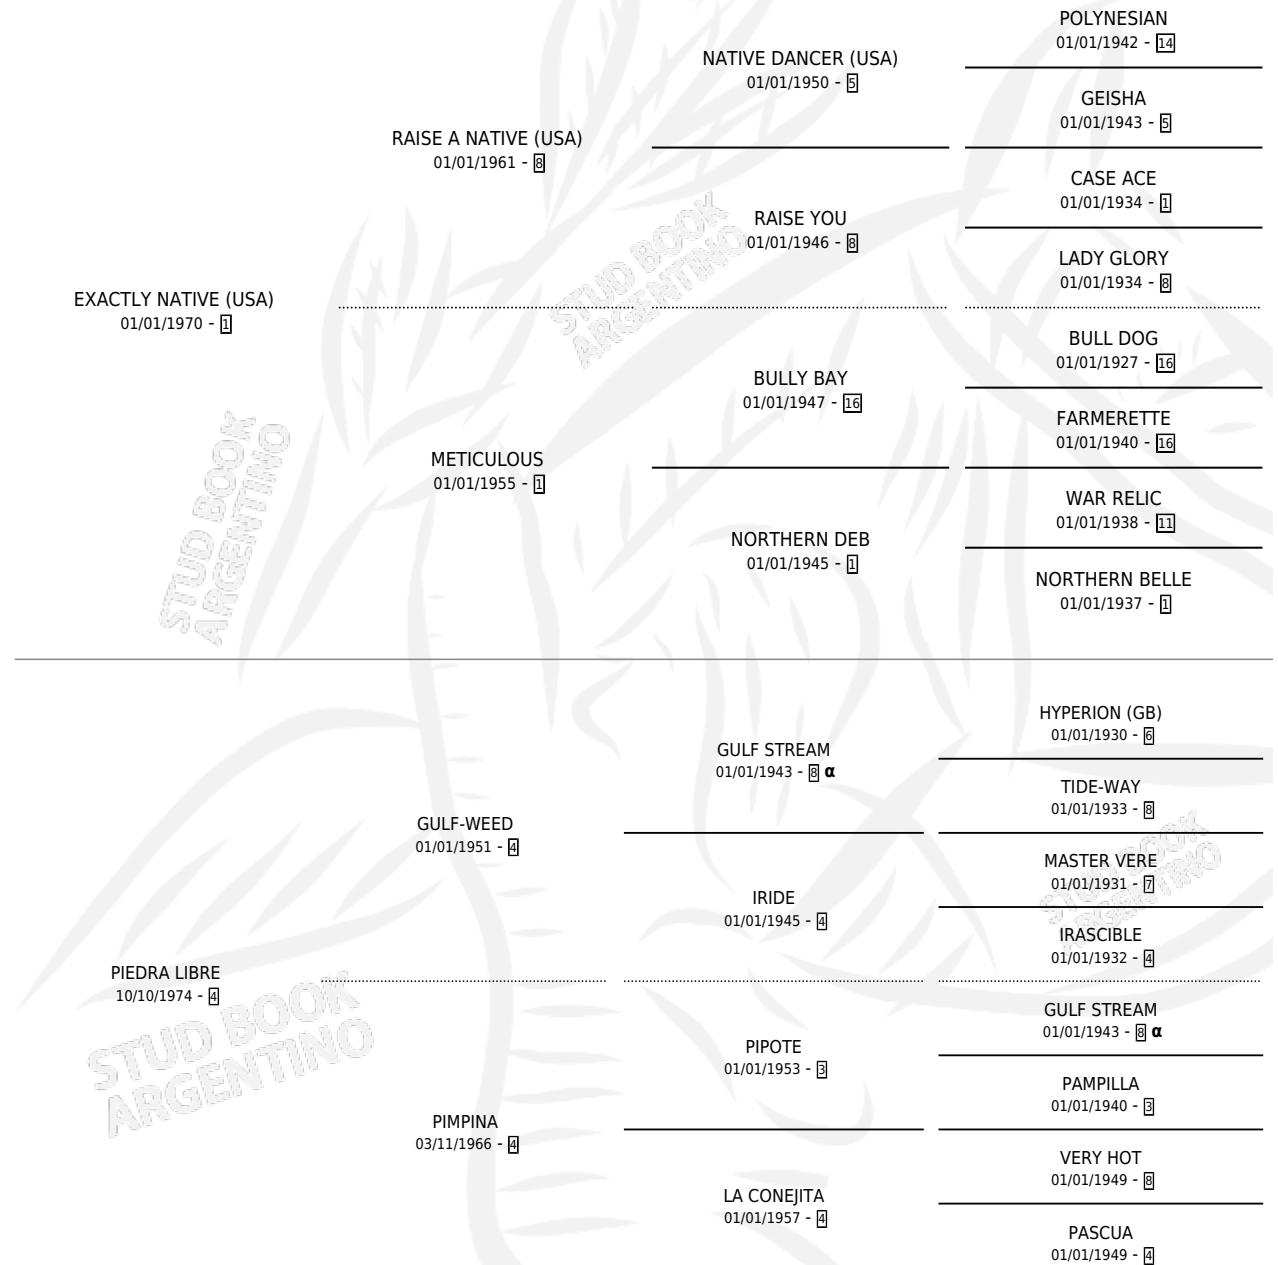 POLYNESIAN
01/01/1942 - 14
NATIVE DANCER (USA)
01/01/1950 - 5
GEISHA
01/01/1943 - 5
RAISE A NATIVE (USA)
01/01/1961 - 8
CASE ACE
01/01/1934 - 1
RAISE YOU
01/01/1946 - 8
LADY GLORY
01/01/1934 - 8
EXACTLY NATIVE (USA)
01/01/1970 - 1
BULL DOG
01/01/1927 - 16
BULLY BAY
01/01/1947 - 16
FARMERETTE
01/01/1940 - 16
METICULOUS
01/01/1955 - 1
WAR RELIC
01/01/1938 - 11
NORTHERN DEB
01/01/1945 - 1
NORTHERN BELLE
01/01/1937 - 1
HYPERION (GB)
01/01/1930 - 6
GULF STREAM
01/01/1943 - 8 α
TIDE-WAY
01/01/1933 - 8
GULF-WEED
01/01/1951 - 4
MASTER VERE
01/01/1931 - 7
IRIDE
01/01/1945 - 4
IRASCIBLE
01/01/1932 - 4
PIEDRA LIBRE
10/10/1974 - 4
GULF STREAM
01/01/1943 - 8 α
PIPOTE
01/01/1953 - 3
PAMPILLA
01/01/1940 - 3
PIMPINA
03/11/1966 - 4
VERY HOT
01/01/1949 - 8
LA CONEJITA
01/01/1957 - 4
PASCUA
01/01/1949 - 4
STUD BOOK
ARGENTINO
STUD BOOK
ARGENTINO
STUD BOOK
ARGENTINO
STUD BOOK
ARGENTINO